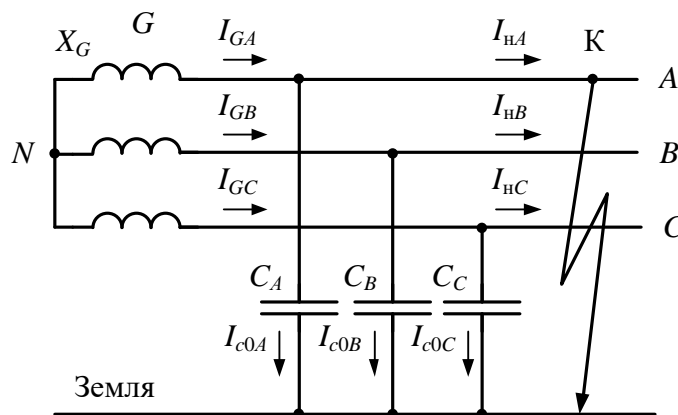 X_G G I_GA I_нA К
A
I_GB I_нB
N B
I_GC I_нC
C
C_A C_B C_C
I_c0A I_c0B I_c0C
Земля